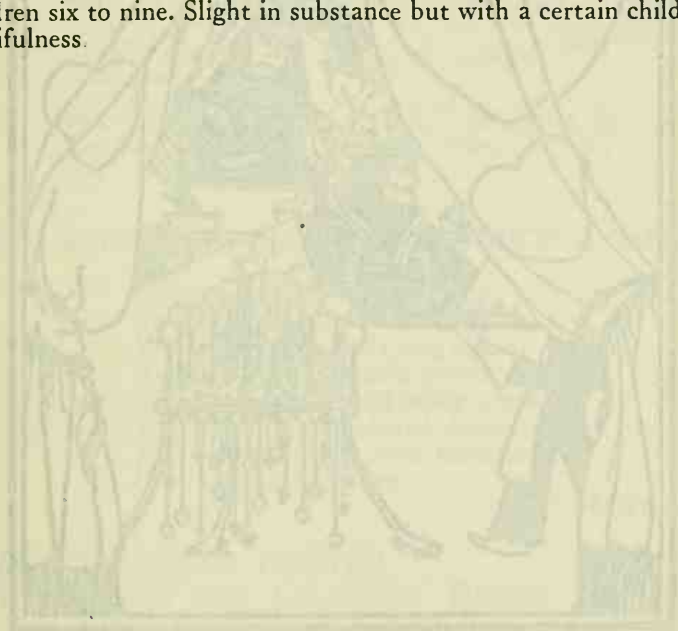 ren six to nine. Slight in substance but with a certain child
ifulness.